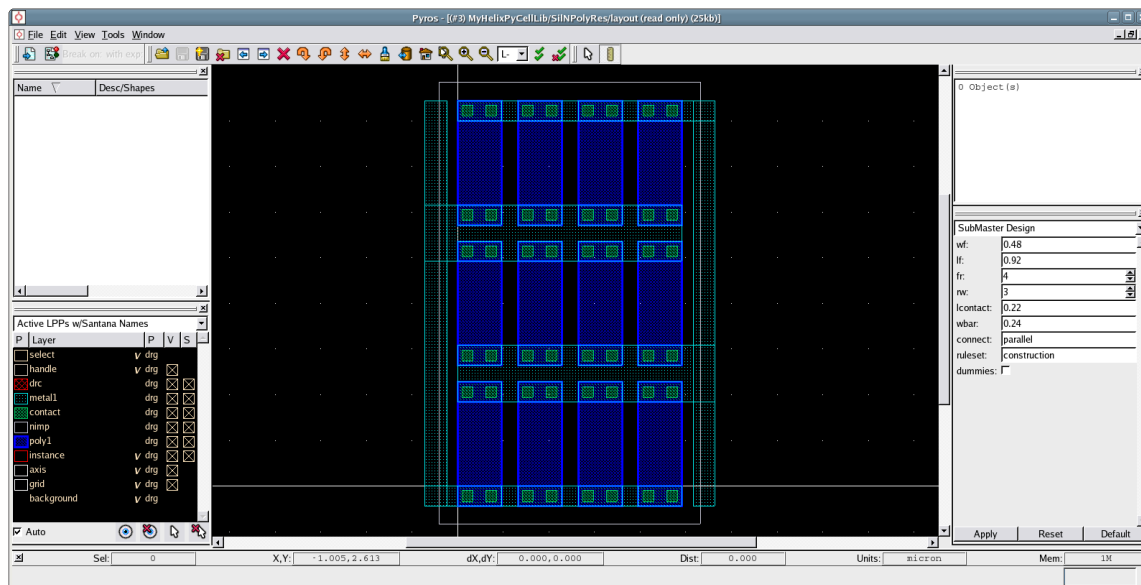 Pyros - [(#3) MyHelixPyCellLib/SilNPolyRes/layout (read only) (25kb)]
File Edit View Tools Window
Break on: with exp
L-
Name Desc/Shapes
0 Object(s)
SubMaster Design
wf: 0.48
lf: 0.92
fr: 4
rw: 3
lcontact: 0.22
wbar: 0.24
connect: parallel
ruleset: construction
dummies:
Active LPPs w/Santana Names
P Layer P V S
select v drg
handle v drg
drc drg
metal1 drg
contact drg
nimp drg
poly1 drg
instance v drg
axis v drg
grid v drg
background v drg
Auto
Apply Reset Default
Sel: 0 X,Y: -1.005,2.613 dX,dY: 0.000,0.000 Dist: 0.000 Units: micron Mem: 1M